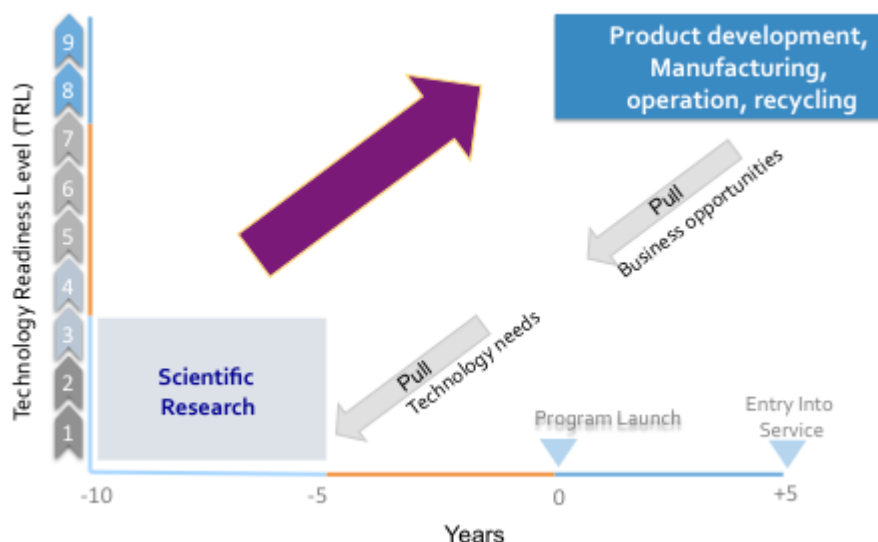 Technology Readiness Level (TRL)
9
8
7
6
5
4
3
2
1
Product development,
Manufacturing,
operation, recycling
Pull
Business opportunities
Pull
Technology needs
Scientific
Research
Program Launch
Entry Into
Service
-10
-5
0
+5
Years